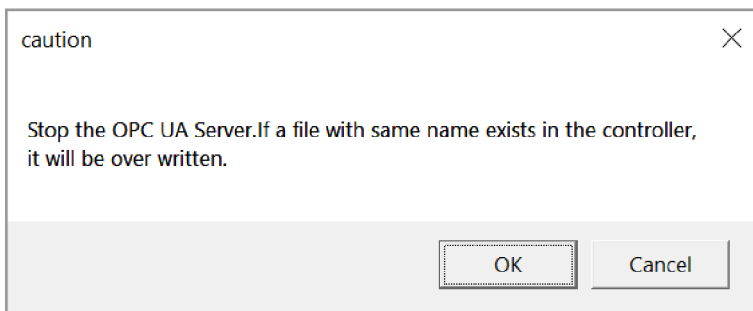 caution
Stop the OPC UA Server.If a file with same name exists in the controller,
it will be over written.
OK
Cancel